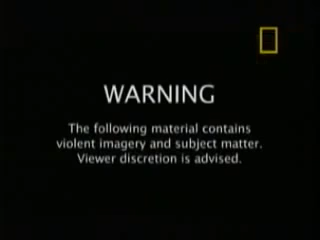 WARNING
The following material contains
violent imagery and subject matter.
Viewer discretion is advised.